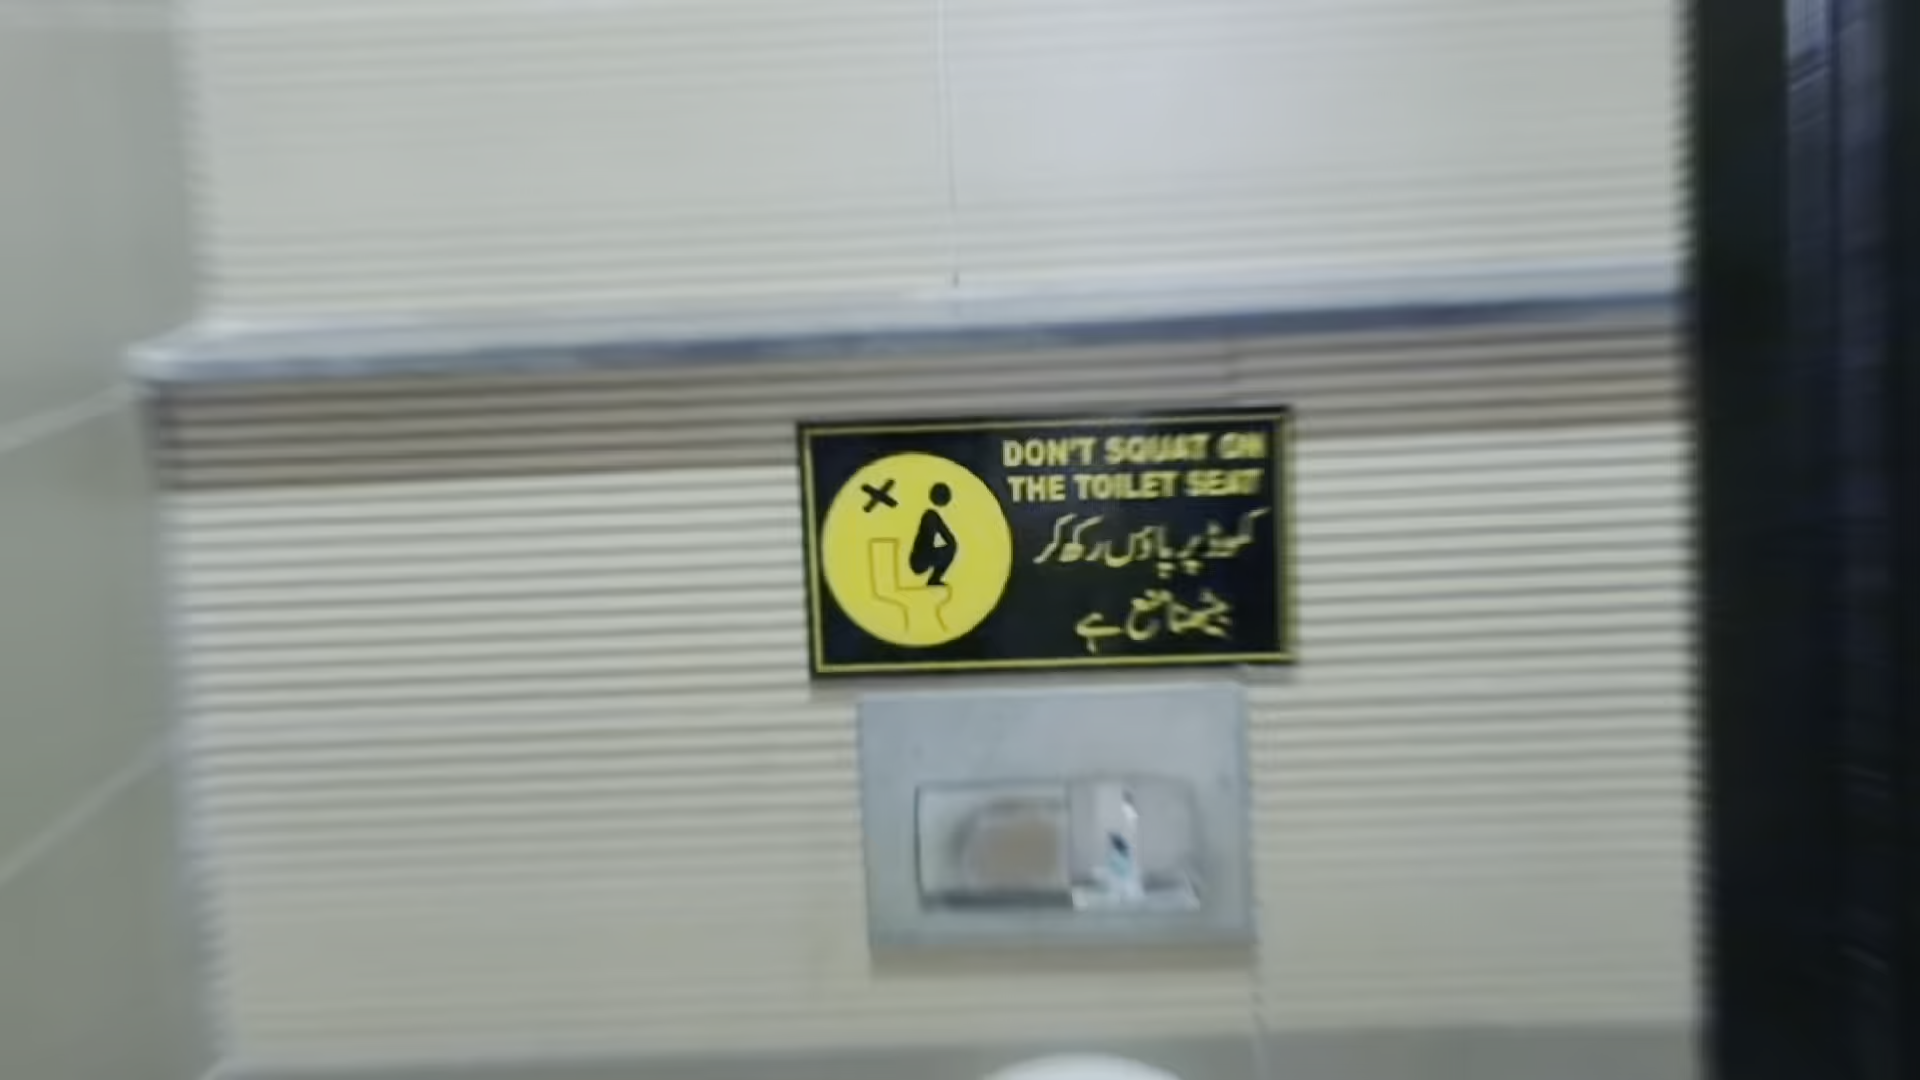 DON'T SQUAT ON
THE TOILET SEAT
کموڈ پر پاؤں رکھ کر
بیٹھنا منع ہے